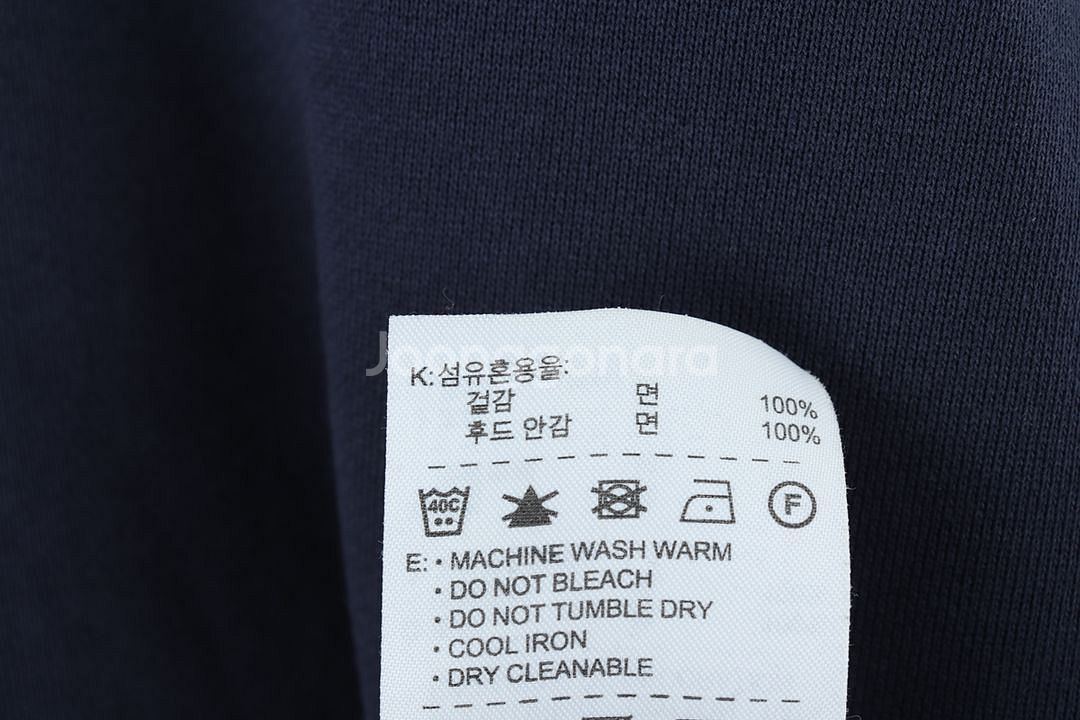 K: 섬유혼용율:
겉감 면 100%
후드 안감 면 100%
40C
F
E: • MACHINE WASH WARM
• DO NOT BLEACH
• DO NOT TUMBLE DRY
• COOL IRON
• DRY CLEANABLE